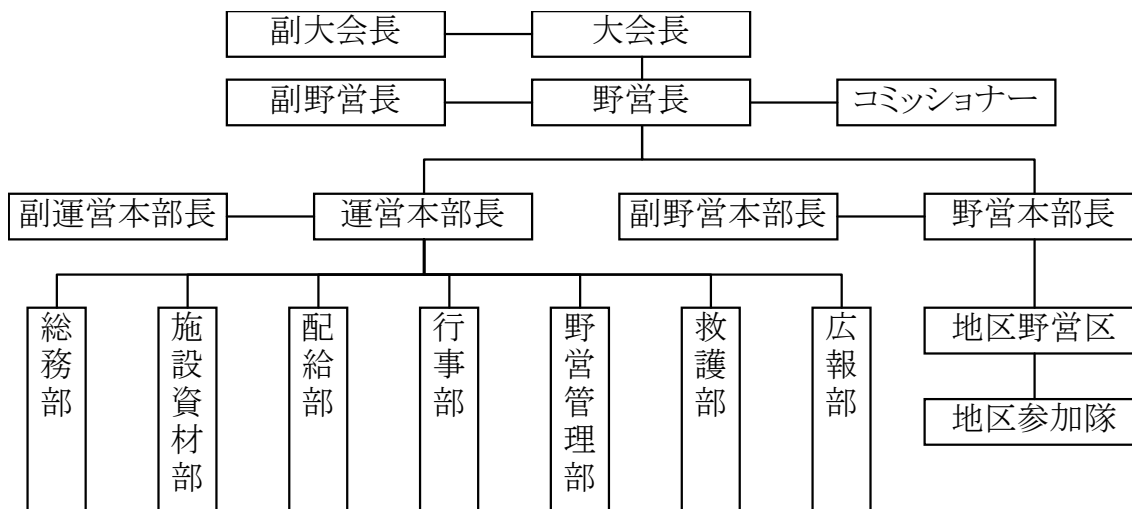 副大会長
大会長
副野営長
野営長
コミッショナー
副運営本部長
運営本部長
副野営本部長
野営本部長
総務部
施設資材部
配給部
行事部
野営管理部
救護部
広報部
地区野営区
地区参加隊